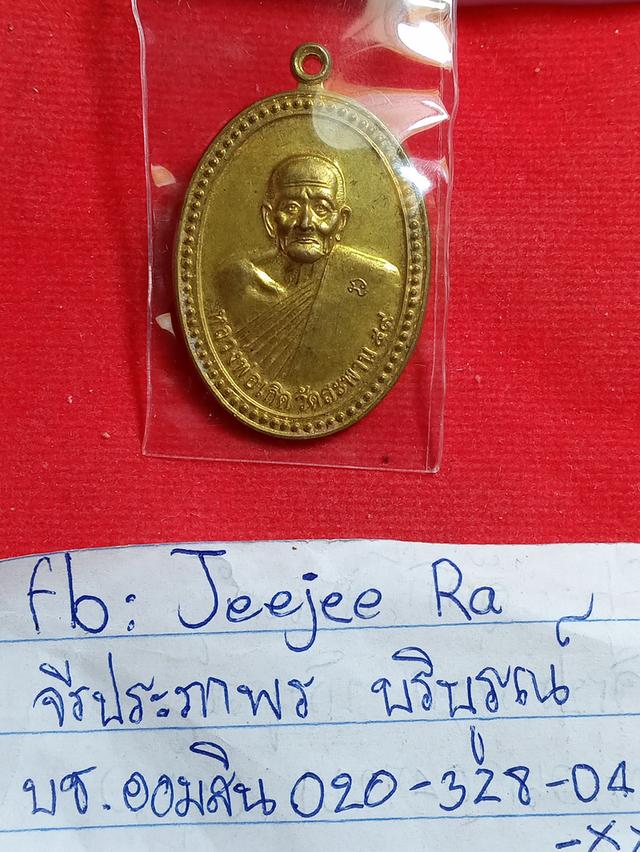 หลวงพ่อเกิด วัดสะพาน ๕๙
fb: Jeejee Ra
จีรประภาพร บริบูรณ์
บช. ออมสิน 020-328-04
-xx